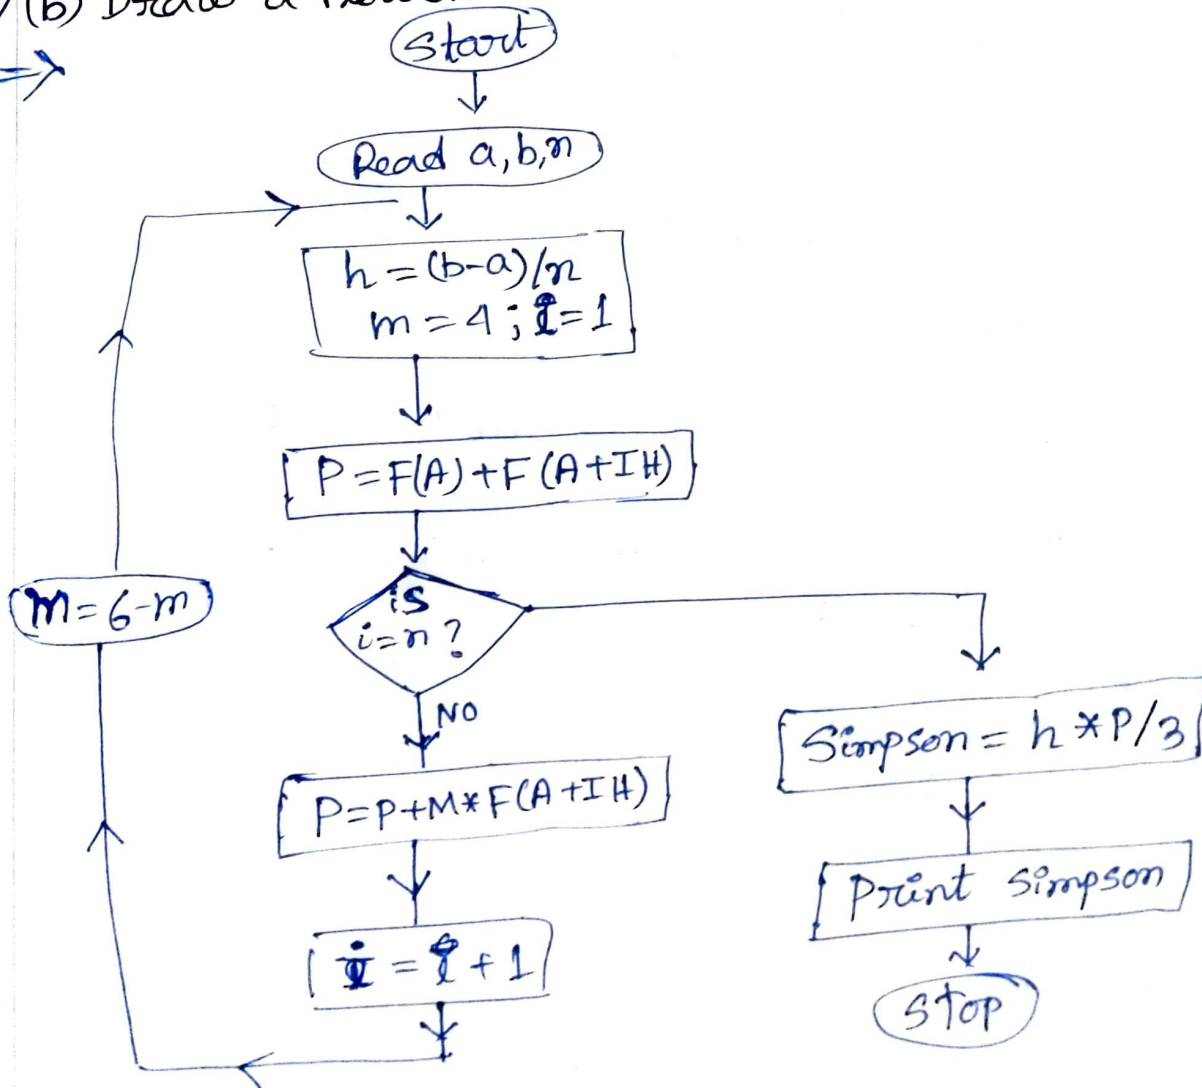 (b) Draw a
Start
Read a,b,n
h=(b-a)/n
m=4; i=1
P=F(A)+F(A+IH)
is
i=n?
NO
P=P+M*F(A+IH)
i=i+1
m=6-m
Simpson=h*P/3
Print Simpson
Stop